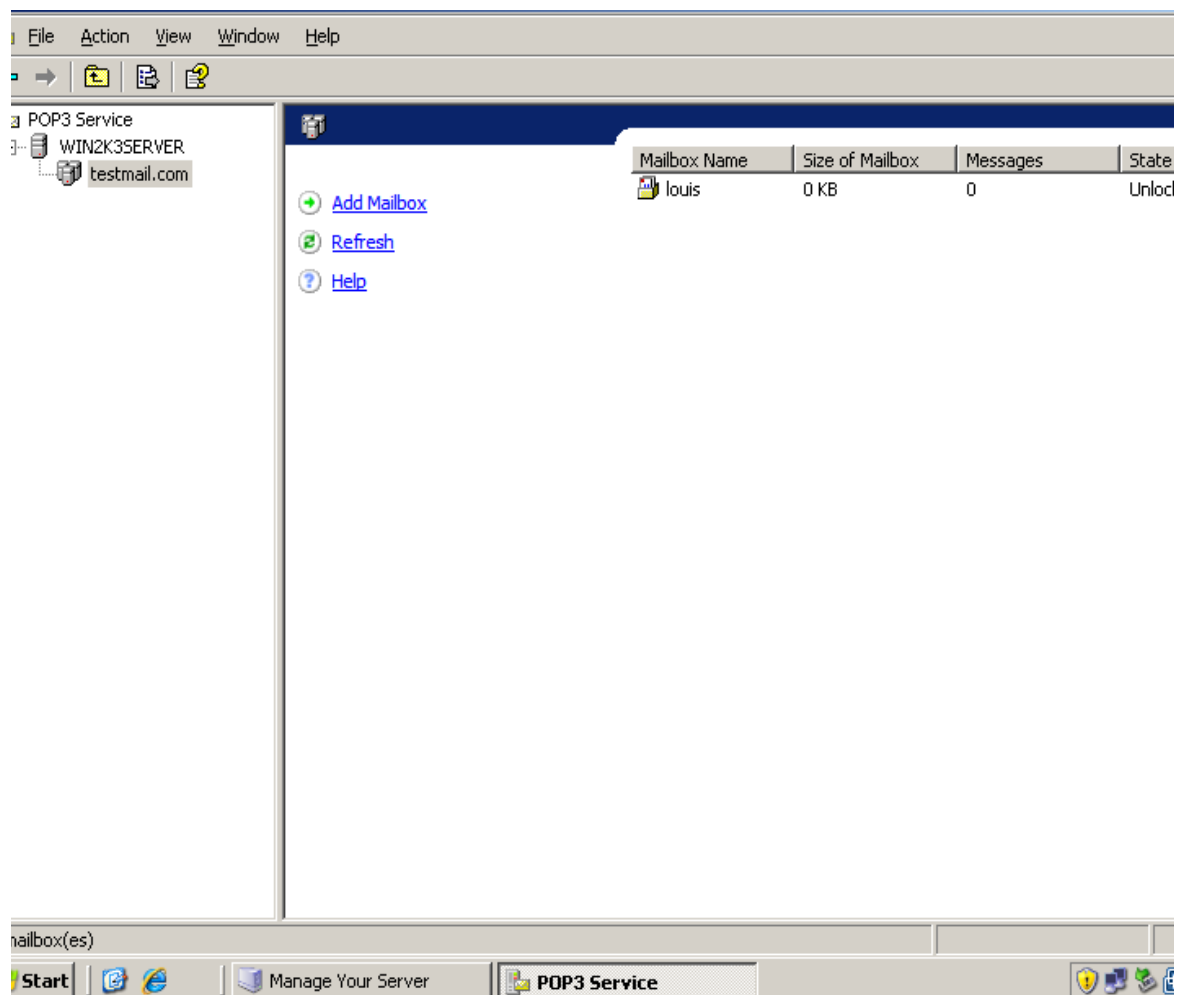 File Action View Window Help
POP3 Service
WIN2K3SERVER
testmail.com
Add Mailbox
Refresh
Help
Mailbox Name Size of Mailbox Messages State
louis 0 KB 0
Start Manage Your Server POP3 Service